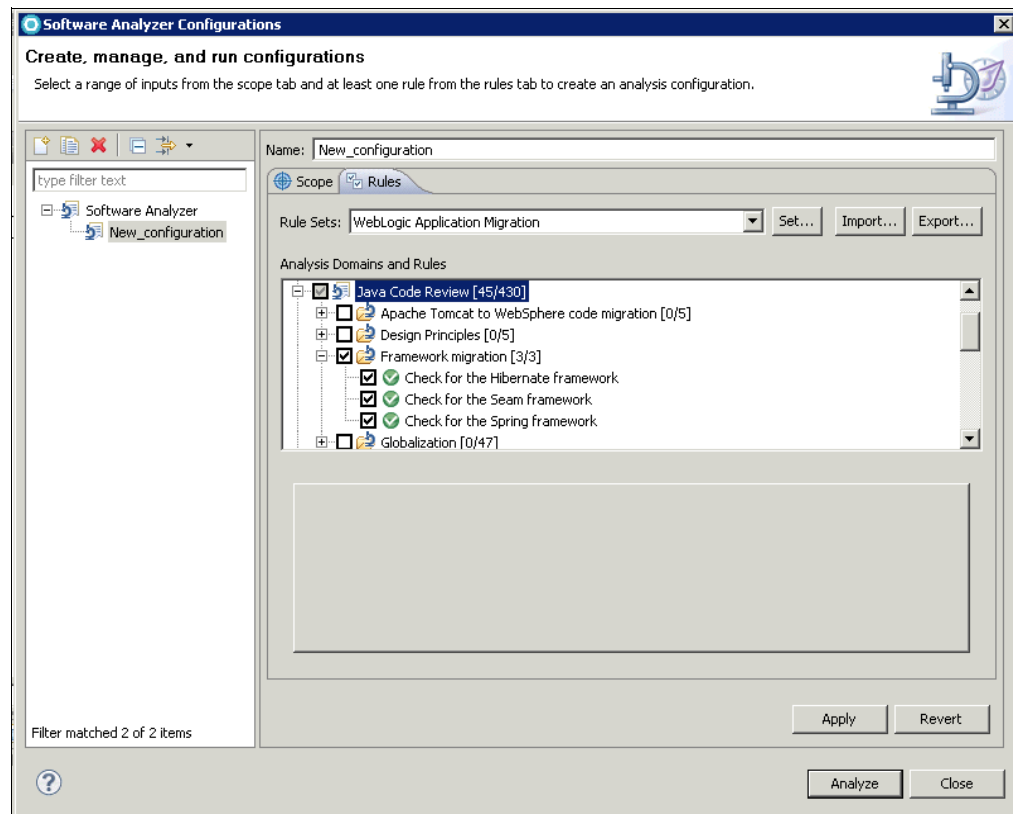 Software Analyzer Configurations
Create, manage, and run configurations
Select a range of inputs from the scope tab and at least one rule from the rules tab to create an analysis configuration.
type filter text
Software Analyzer
New_configuration
Filter matched 2 of 2 items
Name: New_configuration
Scope Rules
Rule Sets: WebLogic Application Migration Set... Import... Export...
Analysis Domains and Rules
Java Code Review [45/430]
Apache Tomcat to WebSphere code migration [0/5]
Design Principles [0/5]
Framework migration [3/3]
Check for the Hibernate framework
Check for the Seam framework
Check for the Spring framework
Globalization [0/47]
Apply Revert
? Analyze Close